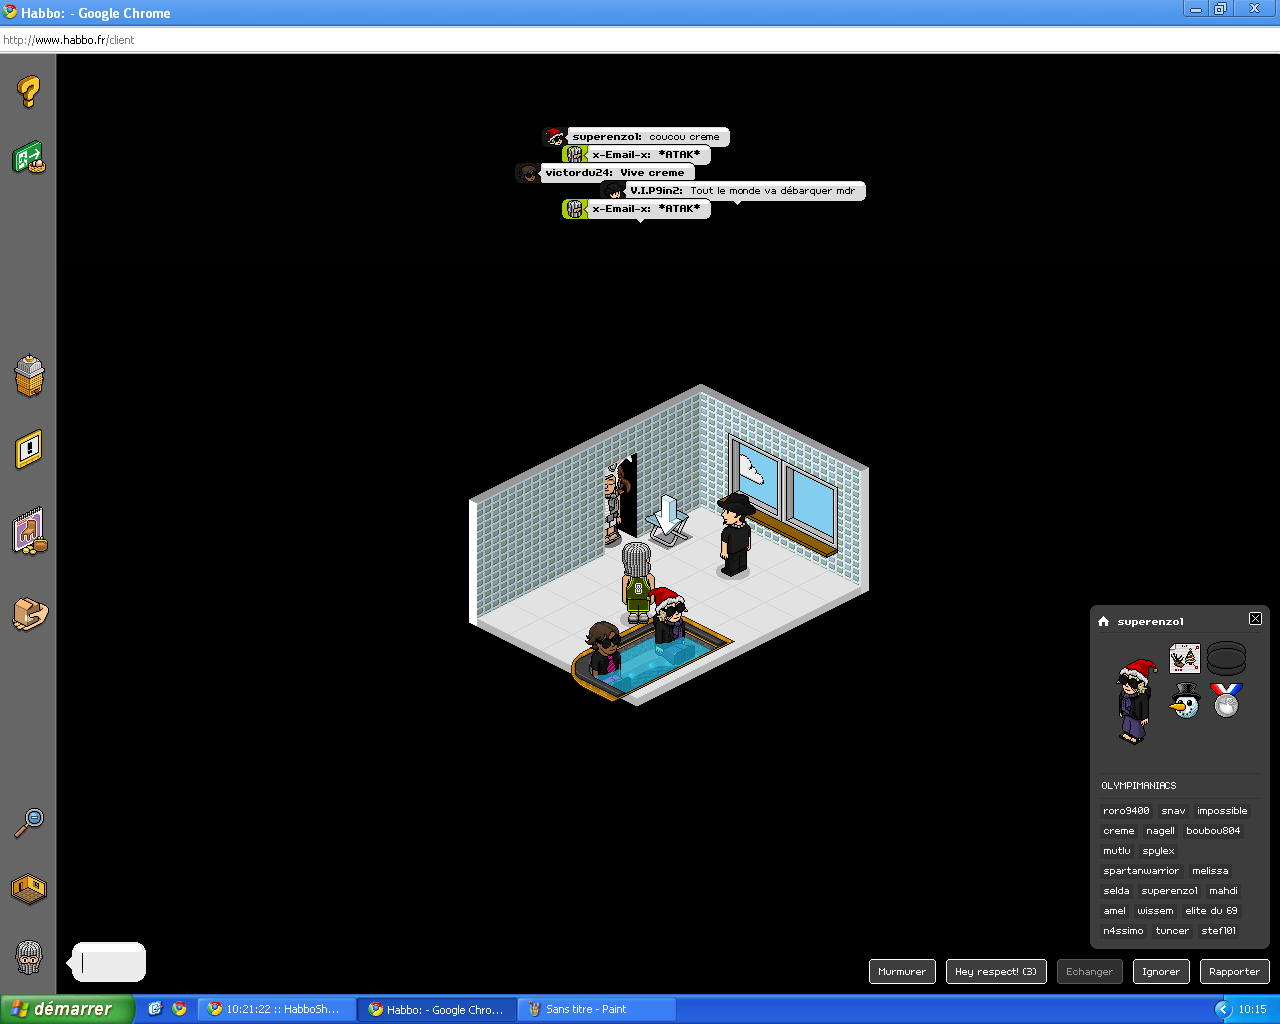 Habbo: - Google Chrome
http://www.habbo.fr/client
superenzo1: coucou creme
x-Email-x: *ATAK*
victordu24: Vive creme
V.I.P9in2: Tout le monde va débarquer mdr
x-Email-x: *ATAK*
8
superenzo1
OLYMPIMANIACS
roro9400 snav impossible
creme nagell boubou804
mutlu spylex
spartanwarrior melissa
selda superenzo1 mahdi
amel wissem elite du 69
n4ssimo tuncer stef101
Murmurer Hey respect! (3) Echanger Ignorer Rapporter
démarrer 10:21:22 :: HabboSh... Habbo: - Google Chro... Sans titre - Paint 10:15